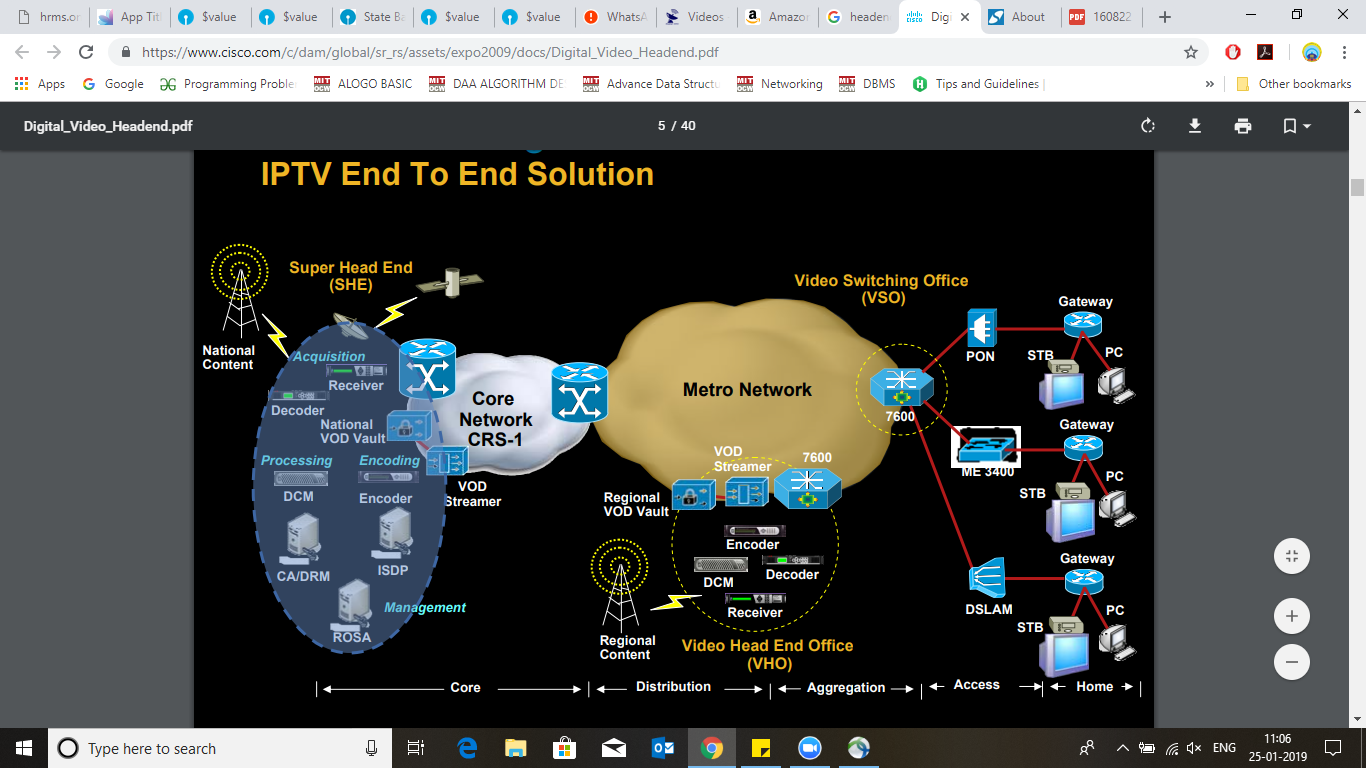 hrms.or
App Titl
$value
$value
State Ba
$value
$value
WhatsA
Videos
Amazon
headen
Digi
About
160822
https://www.cisco.com/c/dam/global/sr_rs/assets/expo2009/docs/Digital_Video_Headend.pdf
Apps
Google
Programming Proble
ALOGO BASIC
DAA ALGORITHM DE
Advance Data Structu
Networking
DBMS
Tips and Guidelines |
»
Other bookmarks
Digital_Video_Headend.pdf
5 / 40
IPTV End To End Solution
Super Head End
(SHE)
National
Content
Acquisition
Receiver
Decoder
National
VOD Vault
Processing
Encoding
DCM
Encoder
CA/DRM
ISDP
Management
ROSA
VOD
Streamer
Core
Network
CRS-1
Metro Network
Video Switching Office
(VSO)
7600
VOD
Streamer
7600
Regional
VOD Vault
Encoder
DCM
Decoder
Receiver
Regional
Content
Video Head End Office
(VHO)
PON
Gateway
STB
PC
ME 3400
Gateway
STB
PC
DSLAM
Gateway
STB
PC
Core
Distribution
Aggregation
Access
Home
Type here to search
ENG
11:06
25-01-2019